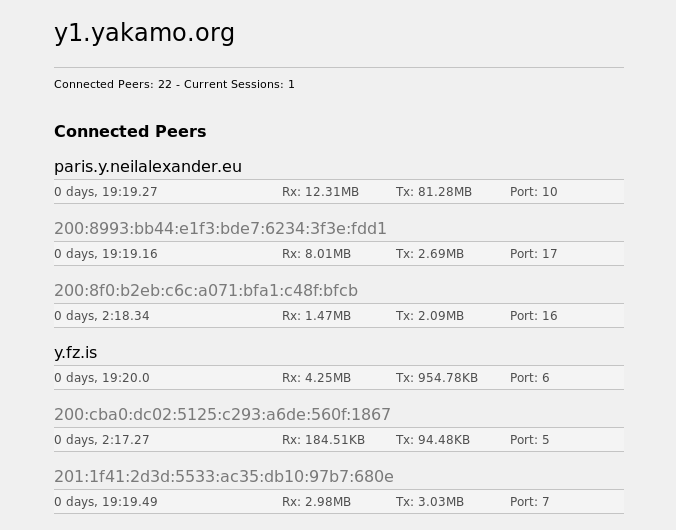 y1.yakamo.org
Connected Peers: 22 - Current Sessions: 1
Connected Peers
paris.y.neilalexander.eu
0 days, 19:19.27 Rx: 12.31MB Tx: 81.28MB Port: 10
200:8993:bb44:e1f3:bde7:6234:3f3e:fdd1
0 days, 19:19.16 Rx: 8.01MB Tx: 2.69MB Port: 17
200:8f0:b2eb:c6c:a071:bfa1:c48f:bfcb
0 days, 2:18.34 Rx: 1.47MB Tx: 2.09MB Port: 16
y.fz.is
0 days, 19:20.0 Rx: 4.25MB Tx: 954.78KB Port: 6
200:cba0:dc02:5125:c293:a6de:560f:1867
0 days, 2:17.27 Rx: 184.51KB Tx: 94.48KB Port: 5
201:1f41:2d3d:5533:ac35:db10:97b7:680e
0 days, 19:19.49 Rx: 2.98MB Tx: 3.03MB Port: 7